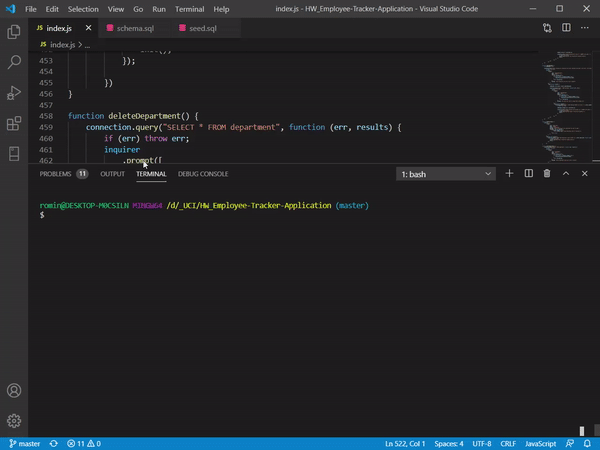 File Edit Selection View Go Run Terminal Help index.js - HW_Employee-Tracker-Application - Visual Studio Code
JS index.js schema.sql seed.sql
JS index.js > ...
453 });
454
455 })
456 }
457
458 function deleteDepartment() {
459 connection.query("SELECT * FROM department", function (err, results) {
460 if (err) throw err;
461 inquirer
462 .prompt([
PROBLEMS 11 OUTPUT TERMINAL DEBUG CONSOLE 1: bash
romin@DESKTOP-M0CSILN MINGW64 /d/_UCI/HW_Employee-Tracker-Application (master)
$
master 11 0 Ln 522, Col 1 Spaces: 4 UTF-8 CRLF JavaScript